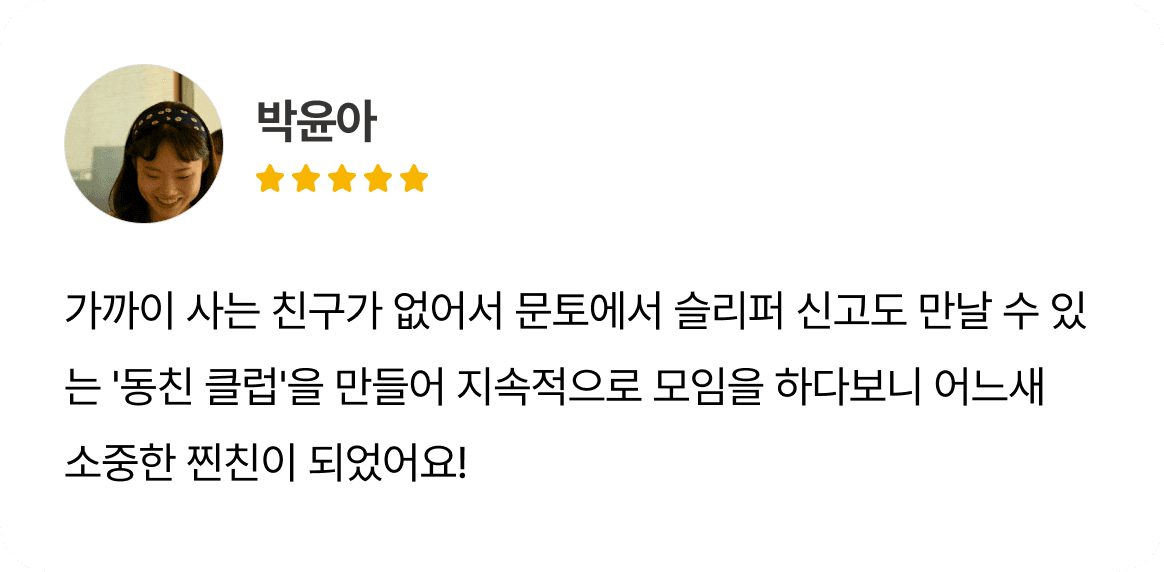 박윤아
가까이 사는 친구가 없어서 문토에서 슬리퍼 신고도 만날 수 있
는 '동친 클럽'을 만들어 지속적으로 모임을 하다보니 어느새
소중한 찐친이 되었어요!